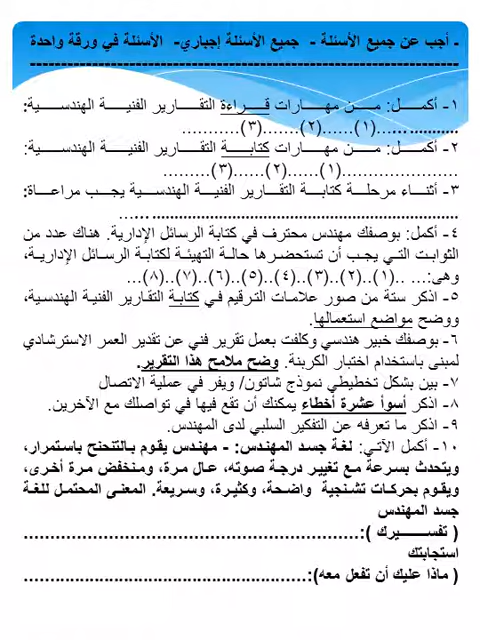 - أجب عن جميع الأسئلة - جميع الأسئلة إجباري- الأسئلة في ورقة واحدة
--------------------------------------------------------------------
١- أكمل: من مهارات قراءة التقارير الفنية الهندسية:
...............(١)......(٢).......(٣)...........
٢- أكمل: من مهارات كتابة التقارير الفنية الهندسية:
......................(١)......(٢)......(٣).........
٣- أثناء مرحلة كتابة التقارير الفنية الهندسية يجب مراعاة:
............................................................
٤- أكمل: بوصفك مهندس محترف في كتابة الرسائل الإدارية. هناك عدد من
الثوابت التي يجب أن تستحضرها حالة التهيئة لكتابة الرسائل الإدارية،
وهى:... ..(١)..(٢)..(٣)..(٤)..(٥)..(٦)..(٧)..(٨)...
٥- اذكر ستة من صور علامات الترقيم في كتابة التقارير الفنية الهندسية،
ووضح مواضع استعمالها.
٦- بوصفك خبير هندسي وكلفت بعمل تقرير فني عن تقدير العمر الاسترشادي
لمبنى باستخدام اختبار الكربنة. وضح ملامح هذا التقرير.
٧- بين بشكل تخطيطي نموذج شاتون/ ويفر في عملية الاتصال
٨- اذكر أسوأ عشرة أخطاء يمكنك أن تقع فيها في تواصلك مع الآخرين.
٩- اذكر ما تعرفه عن التفكير السلبي لدى المهندس.
١٠- أكمل الآتي: لغة جسد المهندس: - مهندس يقوم بالتنحنح باستمرار،
ويتحدث بسرعة مع تغيير درجة صوته، عال مرة، ومنخفض مرة أخرى،
ويقوم بحركات تشنجية واضحة، وكثيرة، وسريعة. المعنى المحتمل للغة
جسد المهندس
( تفسيرك ):......................................................
استجابتك
( ماذا عليك أن تفعل معه):.............................................